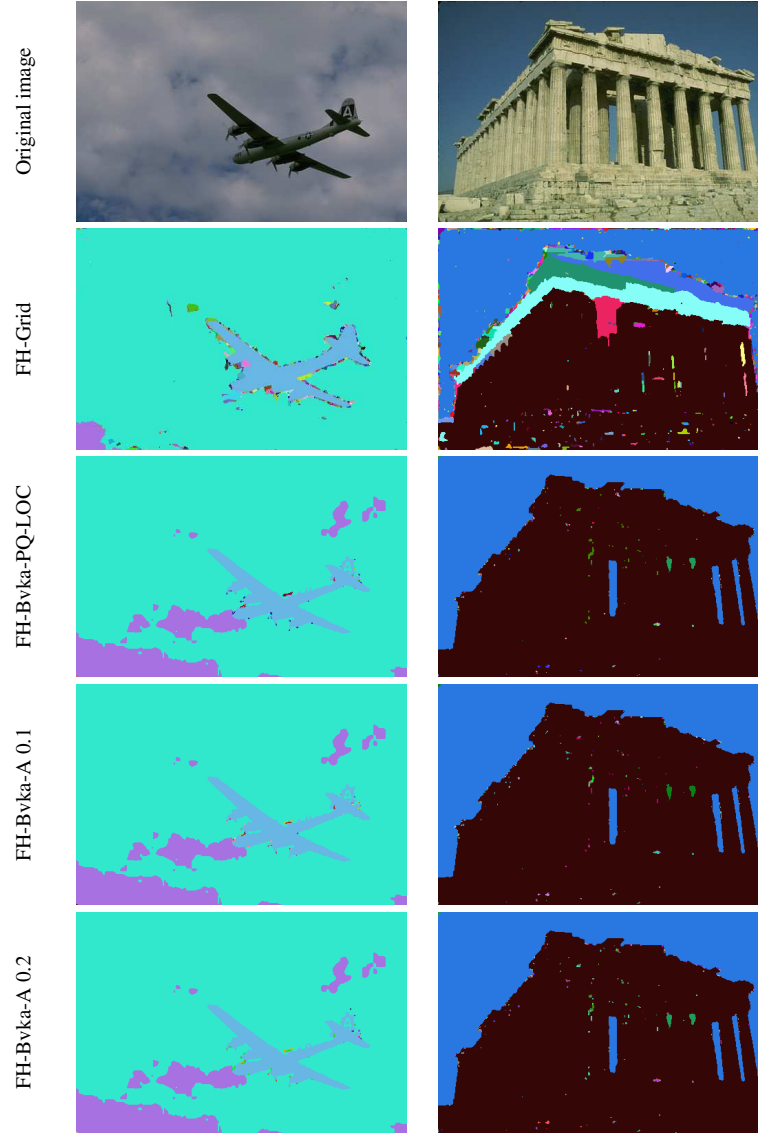 Original image
A
FH-Grid
FH-Bvka-PQ-LOC
FH-Bvka-A 0.1
FH-Bvka-A 0.2